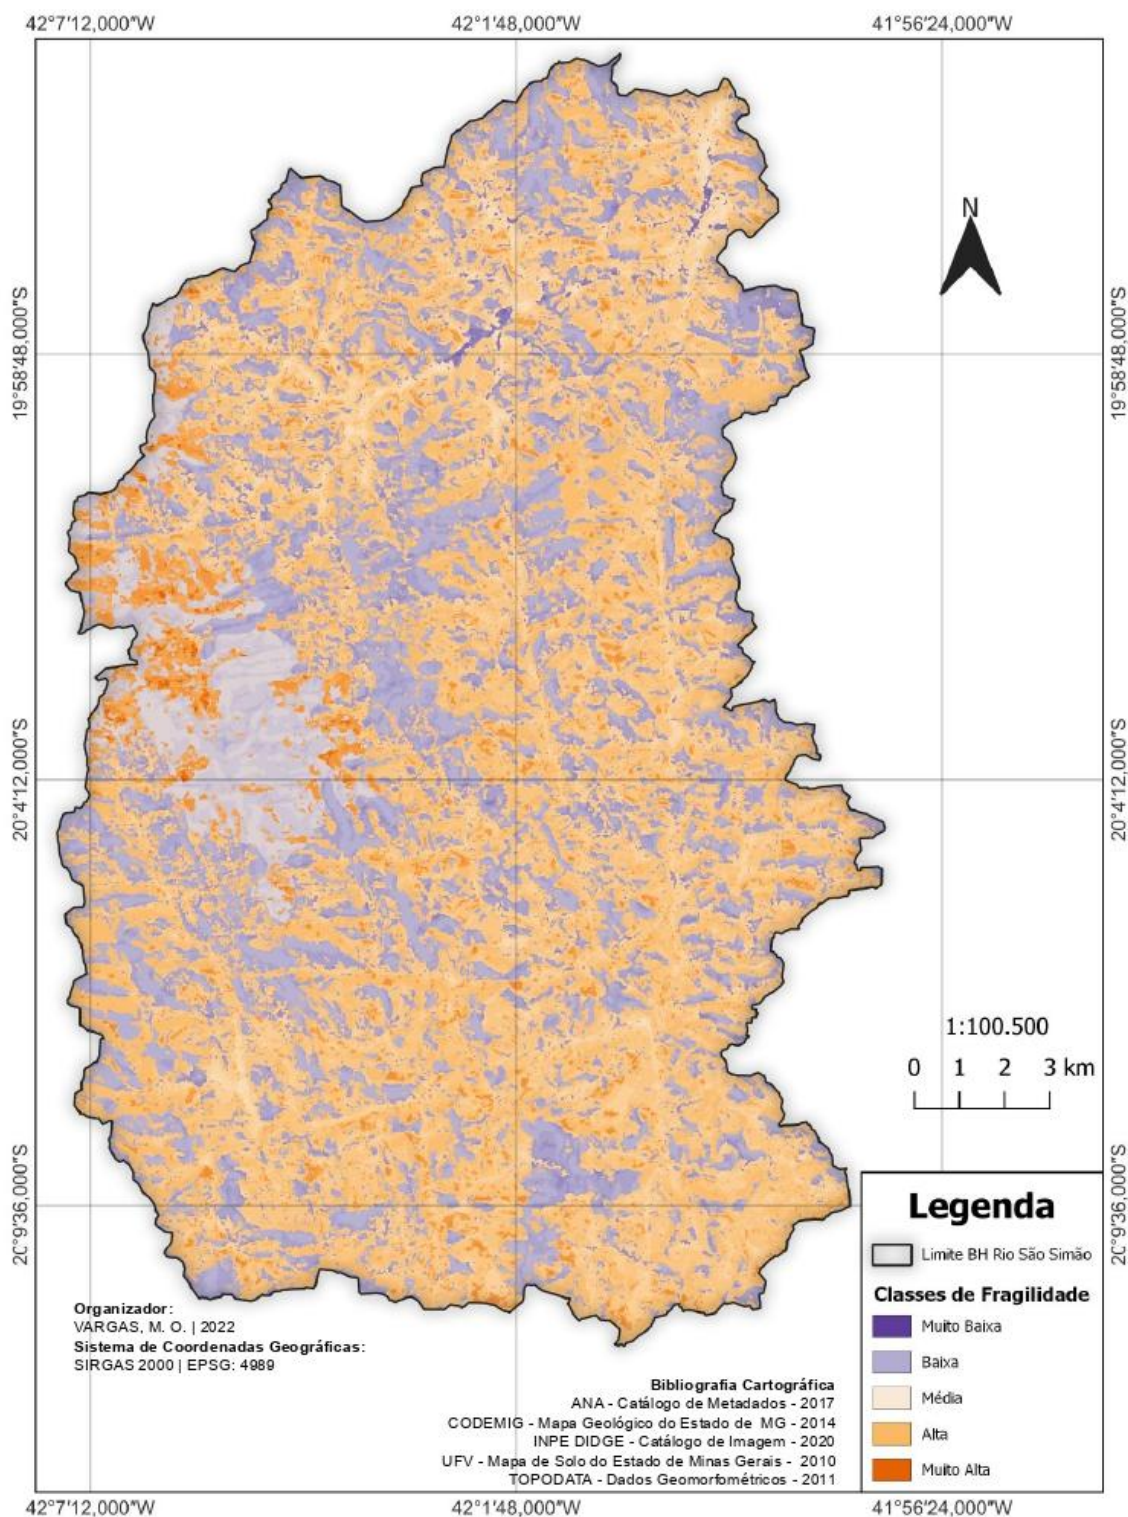 42°7'12,000"W
42°1'48,000"W
41°56'24,000"W
N
19°58'48,000"S
19°58'48,000"S
20°4'12,000"S
20°4'12,000"S
1:100.500
0 1 2 3 km
20°9'36,000"S
20°9'36,000"S
Legenda
Limite BH Rio São Simão
Classes de Fragilidade
Muito Baixa
Baixa
Média
Alta
Muito Alta
Organizador:
VARGAS, M. O. | 2022
Sistema de Coordenadas Geográficas:
SIRGAS 2000 | EPSG: 4989
Bibliografia Cartográfica
ANA - Catálogo de Metadados - 2017
CODEMIG - Mapa Geológico do Estado de MG - 2014
INPE DIDGE - Catálogo de Imagem - 2020
UFV - Mapa de Solo do Estado de Minas Gerais - 2010
TOPODATA - Dados Geomorfométricos - 2011
42°7'12,000"W
42°1'48,000"W
41°56'24,000"W